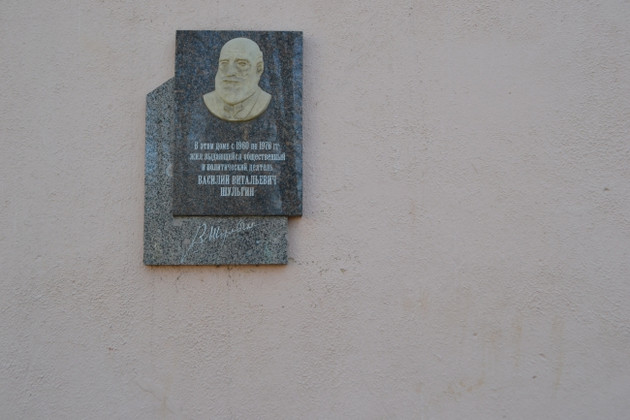 В этом доме с 1960 по 1976 гг.
жил выдающийся общественный
и политический деятель
ВАСИЛИЙ ВИТАЛЬЕВИЧ
ШУЛЬГИН